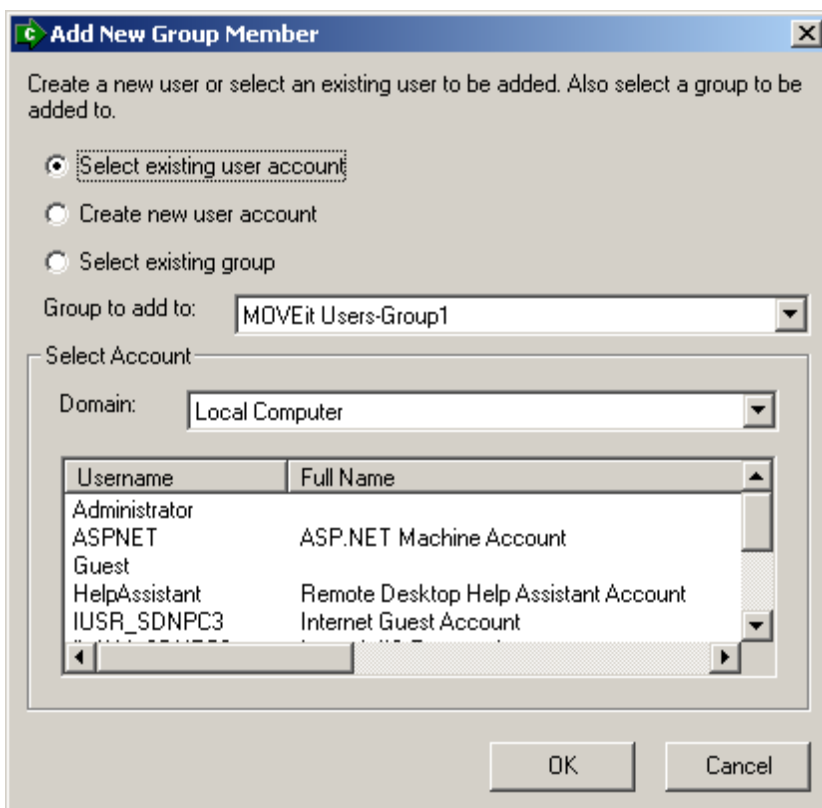 Add New Group Member
Create a new user or select an existing user to be added. Also select a group to be
added to.
Select existing user account
Create new user account
Select existing group
Group to add to: MOVEit Users-Group1
Select Account
Domain: Local Computer
Username Full Name
Administrator
ASPNET ASP.NET Machine Account
Guest
HelpAssistant Remote Desktop Help Assistant Account
IUSR_SDNPC3 Internet Guest Account
OK Cancel